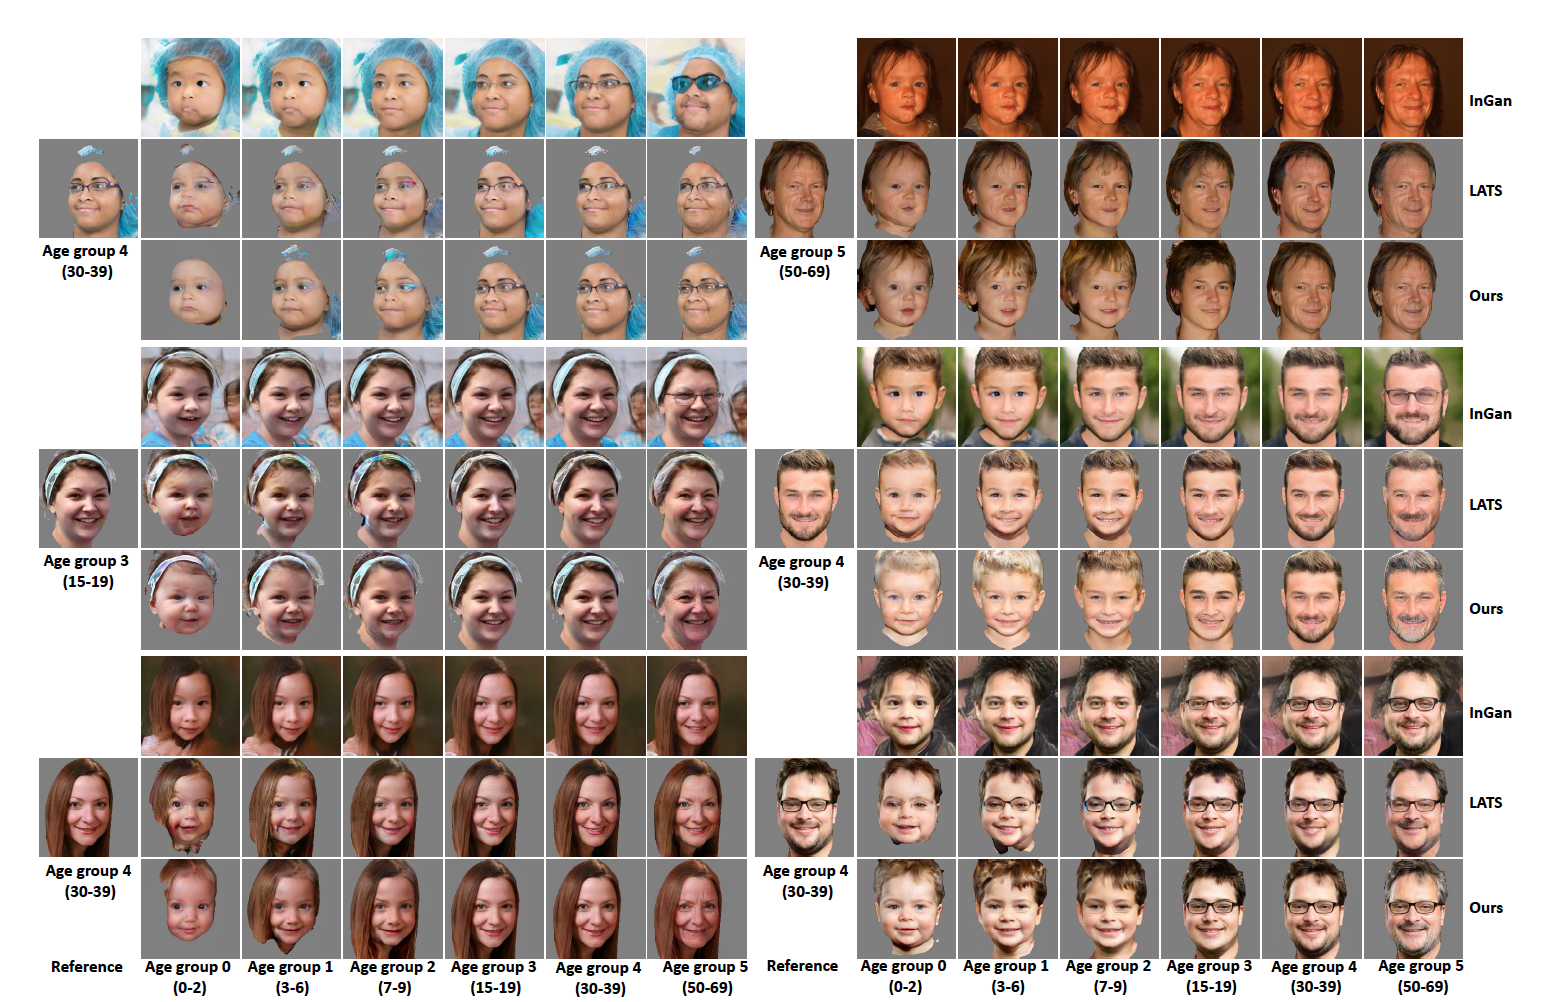 InGan
LATS
Age group 4
(30-39)
Age group 5
(50-69)
Ours
InGan
LATS
Age group 3
(15-19)
Age group 4
(30-39)
Ours
InGan
LATS
Age group 4
(30-39)
Age group 4
(30-39)
Ours
Reference Age group 0 Age group 1 Age group 2 Age group 3 Age group 4 Age group 5 Reference Age group 0 Age group 1 Age group 2 Age group 3 Age group 4 Age group 5
(0-2) (3-6) (7-9) (15-19) (30-39) (50-69) (0-2) (3-6) (7-9) (15-19) (30-39) (50-69)